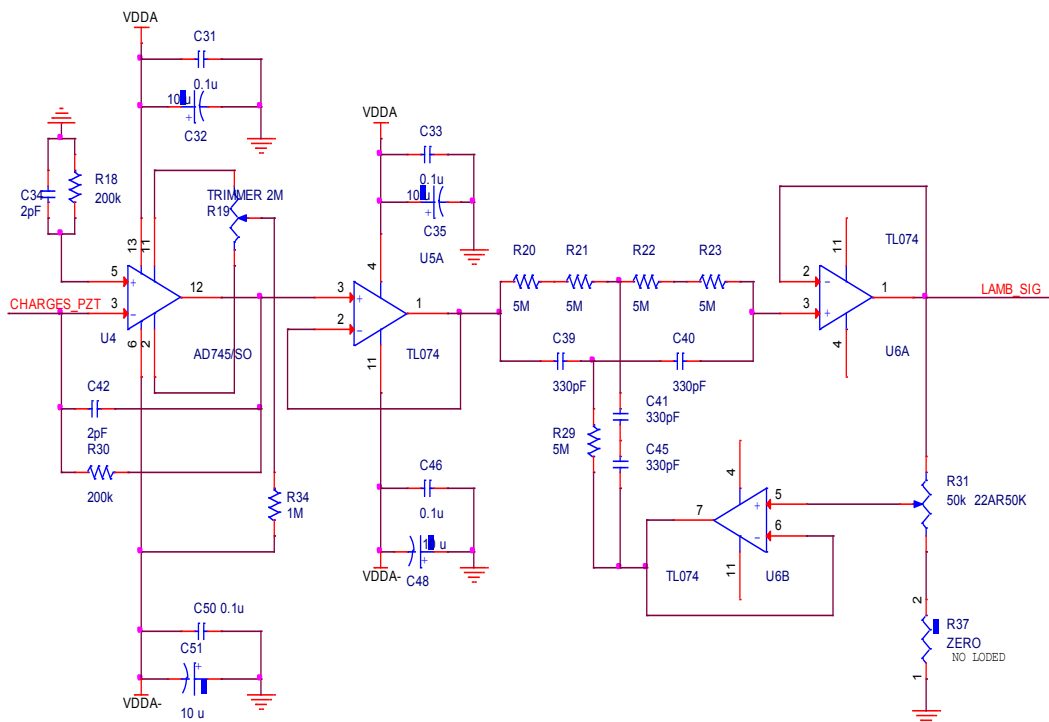 VDDA
C31
0.1u
10u
C32
C34
2pF
R18
200k
TRIMMER 2M
R19
13
11
5
3
12
6
2
CHARGES_PZT
U4
AD745/SO
C42
2pF
R30
200k
R34
1M
C50 0.1u
C51
10 u
VDDA-
VDDA
C33
0.1u
10u
C35
U5A
4
3
2
1
11
TL074
C46
0.1u
10 u
C48
VDDA-
R20
R21
R22
R23
5M
5M
5M
5M
C39
C40
330pF
330pF
C41
330pF
R29
5M
C45
330pF
11
TL074
2
3
1
4
U6A
LAMB_SIG
4
5
6
7
11
TL074
U6B
R31
50k 22AR50K
2
R37
ZERO
NO LODED
1